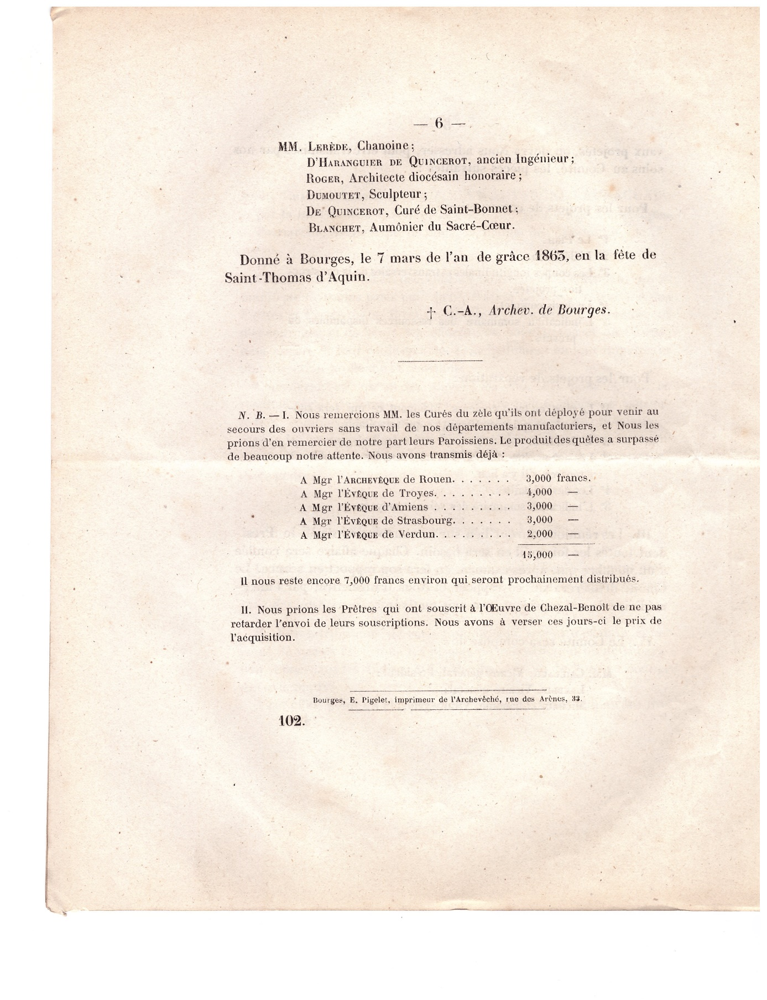 — 6 —
MM. LERÈDE, Chanoine ;
D'HARANGUIER DE QUINCEROT, ancien Ingénieur ;
ROGER, Architecte diocésain honoraire ;
DUMOUTET, Sculpteur ;
DE QUINCEROT, Curé de Saint-Bonnet ;
BLANCHET, Aumônier du Sacré-Cœur.
Donné à Bourges, le 7 mars de l'an de grâce 1863, en la fête de
Saint-Thomas d'Aquin.
† C.-A., Archev. de Bourges.
N. B. — I. Nous remercions MM. les Curés du zèle qu'ils ont déployé pour venir au
secours des ouvriers sans travail de nos départements manufacturiers, et Nous les
prions d'en remercier de notre part leurs Paroissiens. Le produit des quêtes a surpassé
de beaucoup notre attente. Nous avons transmis déjà :
A Mgr l'ARCHEVÊQUE de Rouen. . . . . . . 3,000 francs.
A Mgr l'ÉVÊQUE de Troyes. . . . . . . . . 4,000 —
A Mgr l'ÉVÊQUE d'Amiens . . . . . . . . . 3,000 —
A Mgr l'ÉVÊQUE de Strasbourg. . . . . . . 3,000 —
A Mgr l'ÉVÊQUE de Verdun. . . . . . . . . 2,000 —
15,000 —
Il nous reste encore 7,000 francs environ qui seront prochainement distribués.
II. Nous prions les Prêtres qui ont souscrit à l'Œuvre de Chezal-Benoît de ne pas
retarder l'envoi de leurs souscriptions. Nous avons à verser ces jours-ci le prix de
l'acquisition.
Bourges, E. Pigelet, imprimeur de l'Archevêché, rue des Arènes, 33.
102.